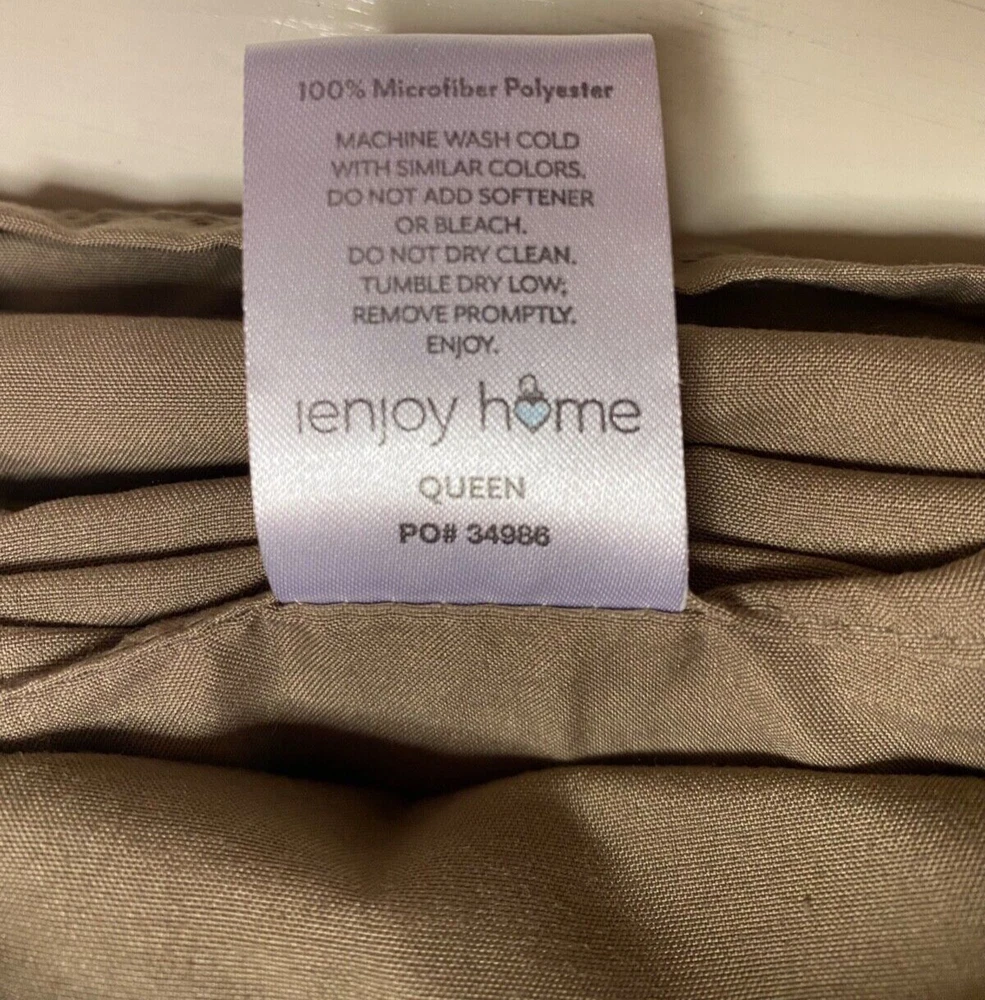 100% Microfiber Polyester
MACHINE WASH COLD
WITH SIMILAR COLORS.
DO NOT ADD SOFTENER
OR BLEACH.
DO NOT DRY CLEAN.
TUMBLE DRY LOW;
REMOVE PROMPTLY.
ENJOY.
ienjoy home
QUEEN
PO# 34986